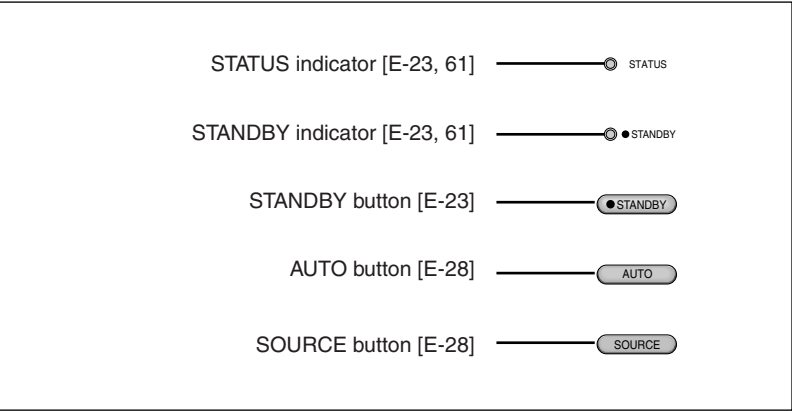 STATUS indicator [E-23, 61] STATUS
STANDBY indicator [E-23, 61] ●STANDBY
STANDBY button [E-23] ●STANDBY
AUTO button [E-28] AUTO
SOURCE button [E-28] SOURCE